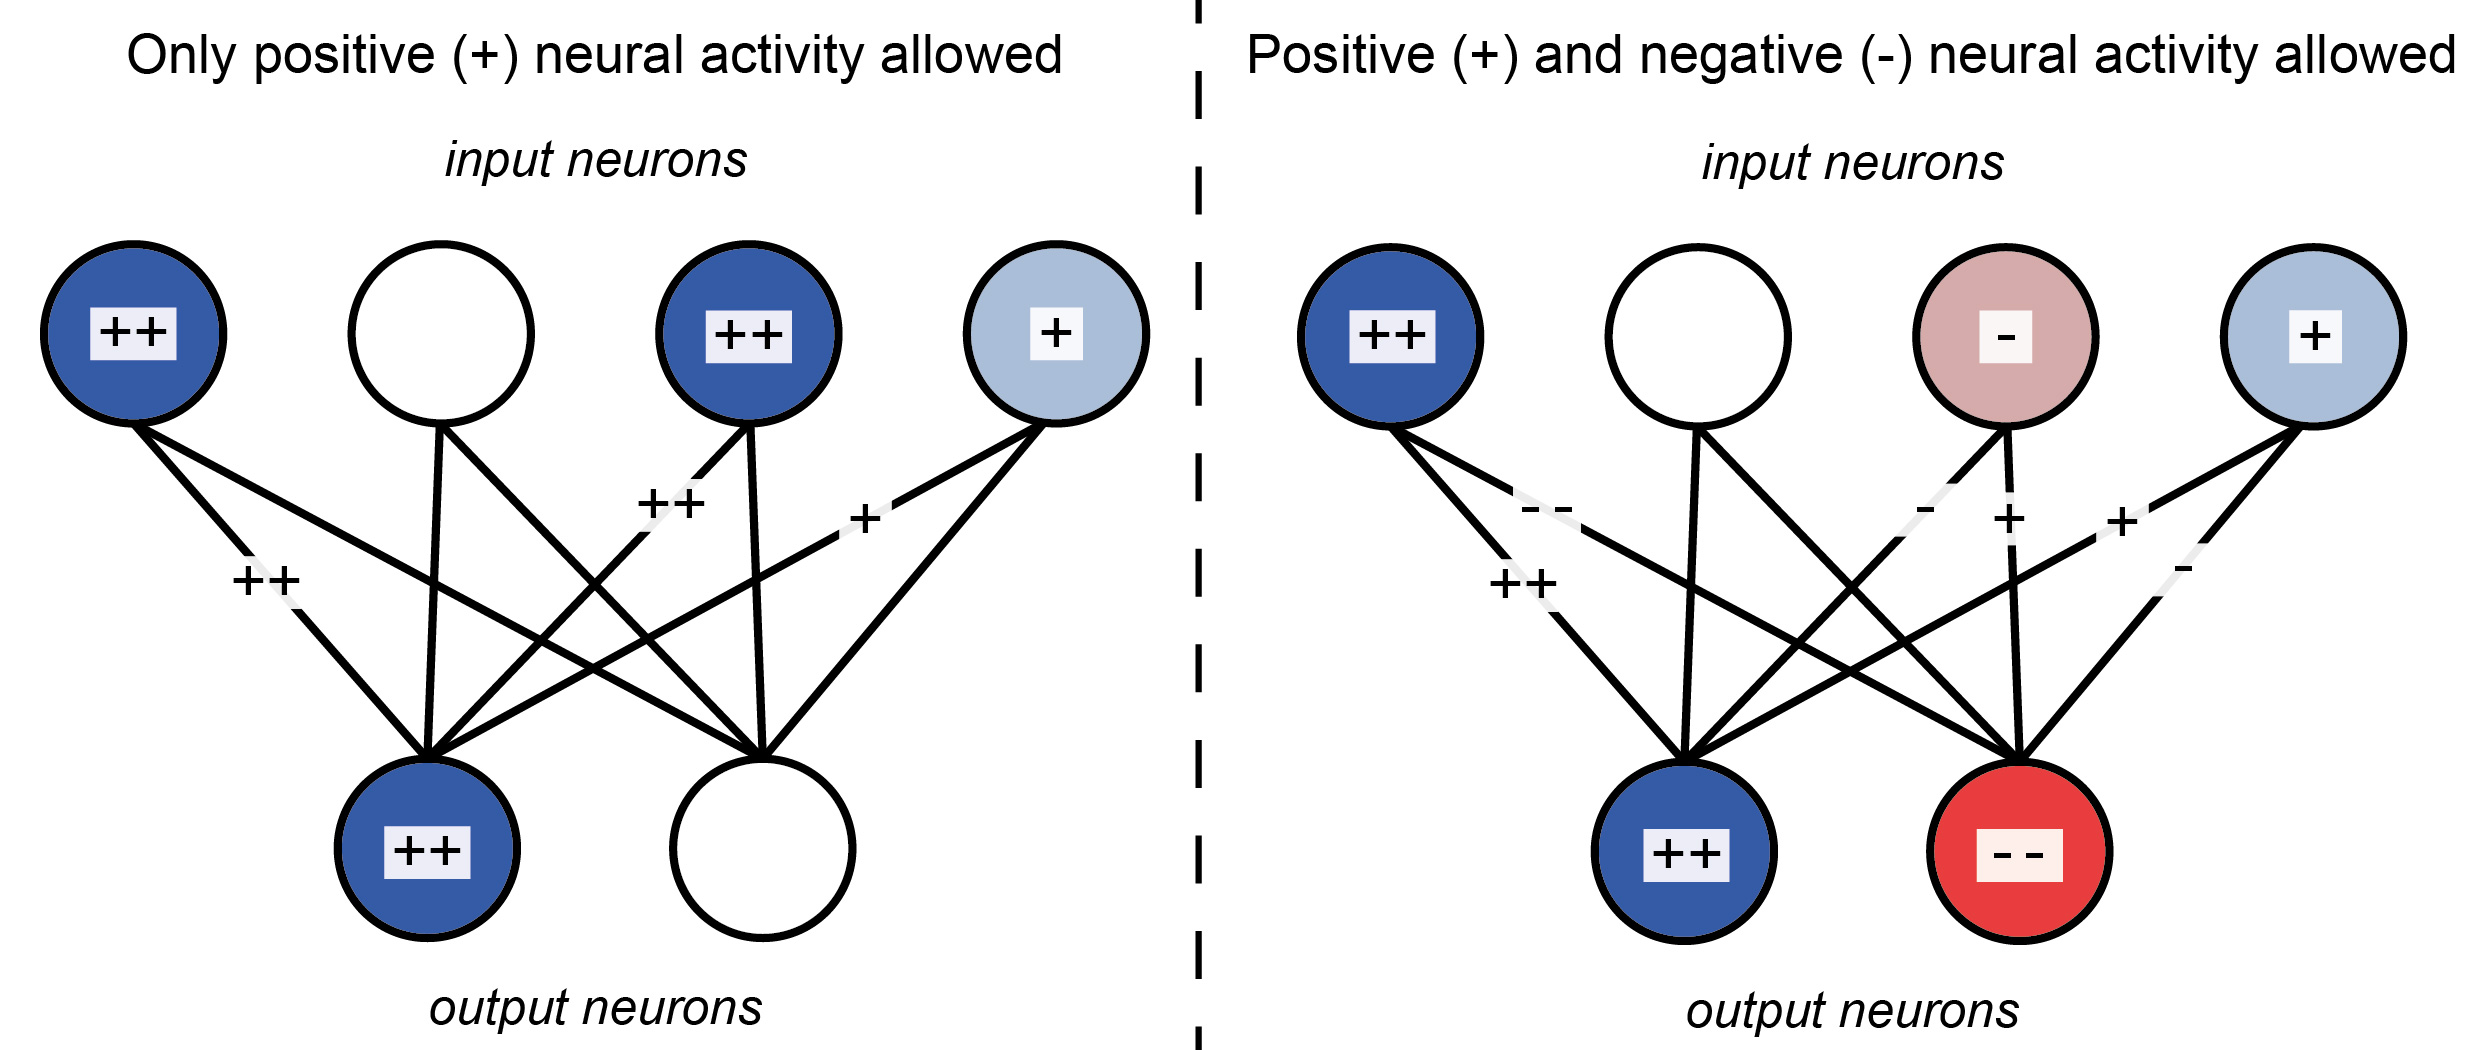 Only positive (+) neural activity allowed
input neurons
++ ++ +
++
+
++
++
output neurons
Positive (+) and negative (-) neural activity allowed
input neurons
++ - +
- -
-
+
+
-
++
++ - -
output neurons